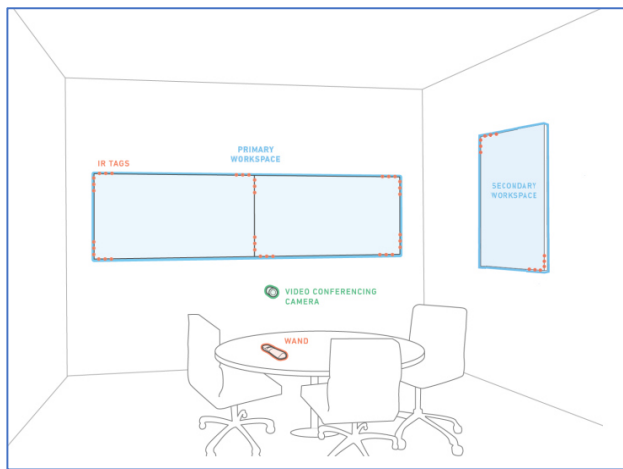 PRIMARY
WORKSPACE
IR TAGS
SECONDARY
WORKSPACE
VIDEO CONFERENCING
CAMERA
WAND